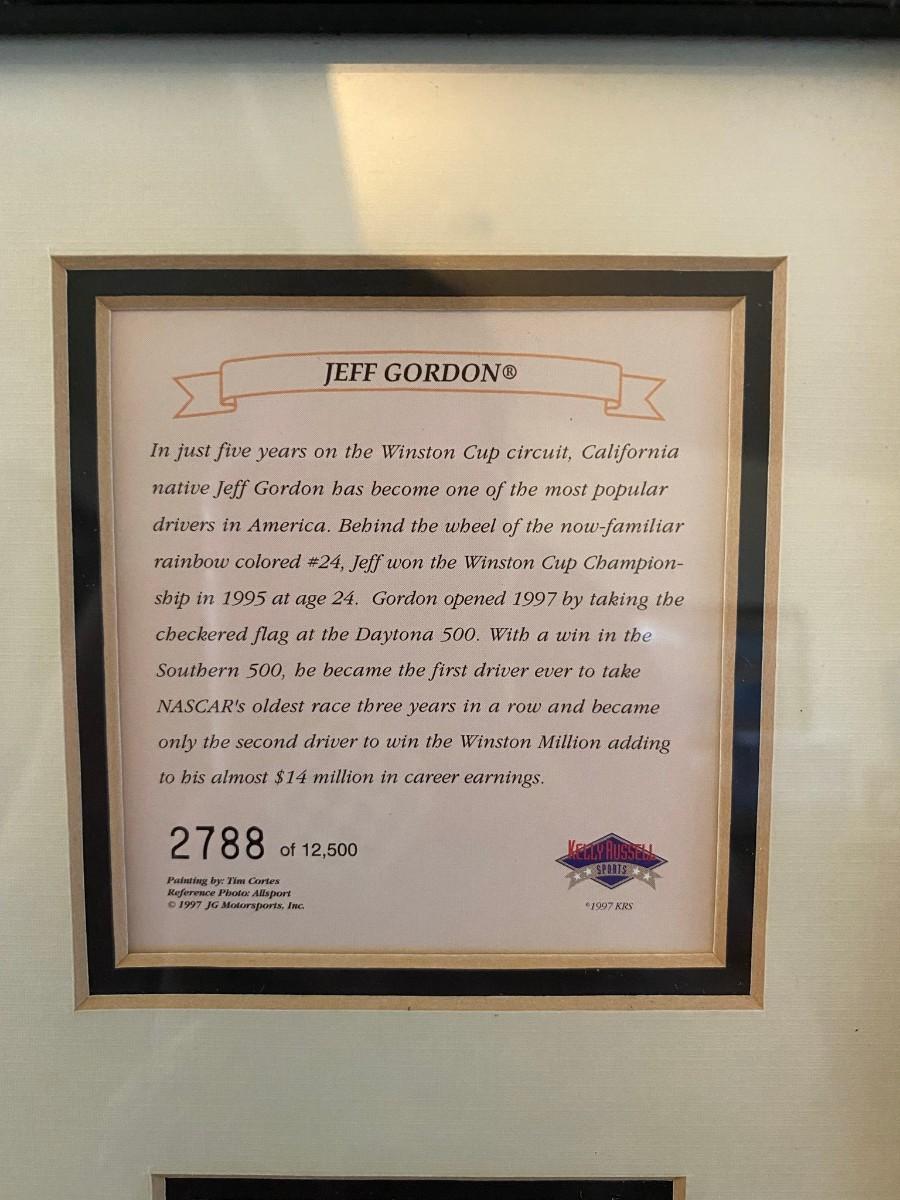 JEFF GORDON®
In just five years on the Winston Cup circuit, California
native Jeff Gordon has become one of the most popular
drivers in America. Behind the wheel of the now-familiar
rainbow colored #24, Jeff won the Winston Cup Champion-
ship in 1995 at age 24. Gordon opened 1997 by taking the
checkered flag at the Daytona 500. With a win in the
Southern 500, he became the first driver ever to take
NASCAR's oldest race three years in a row and became
only the second driver to win the Winston Million adding
to his almost $14 million in career earnings.
2788 of 12,500
Painting by: Tim Cortes
Reference Photo: Allsport
© 1997 JG Motorsports, Inc.
KELLY RUSSELL
SPORTS
©1997 KRS